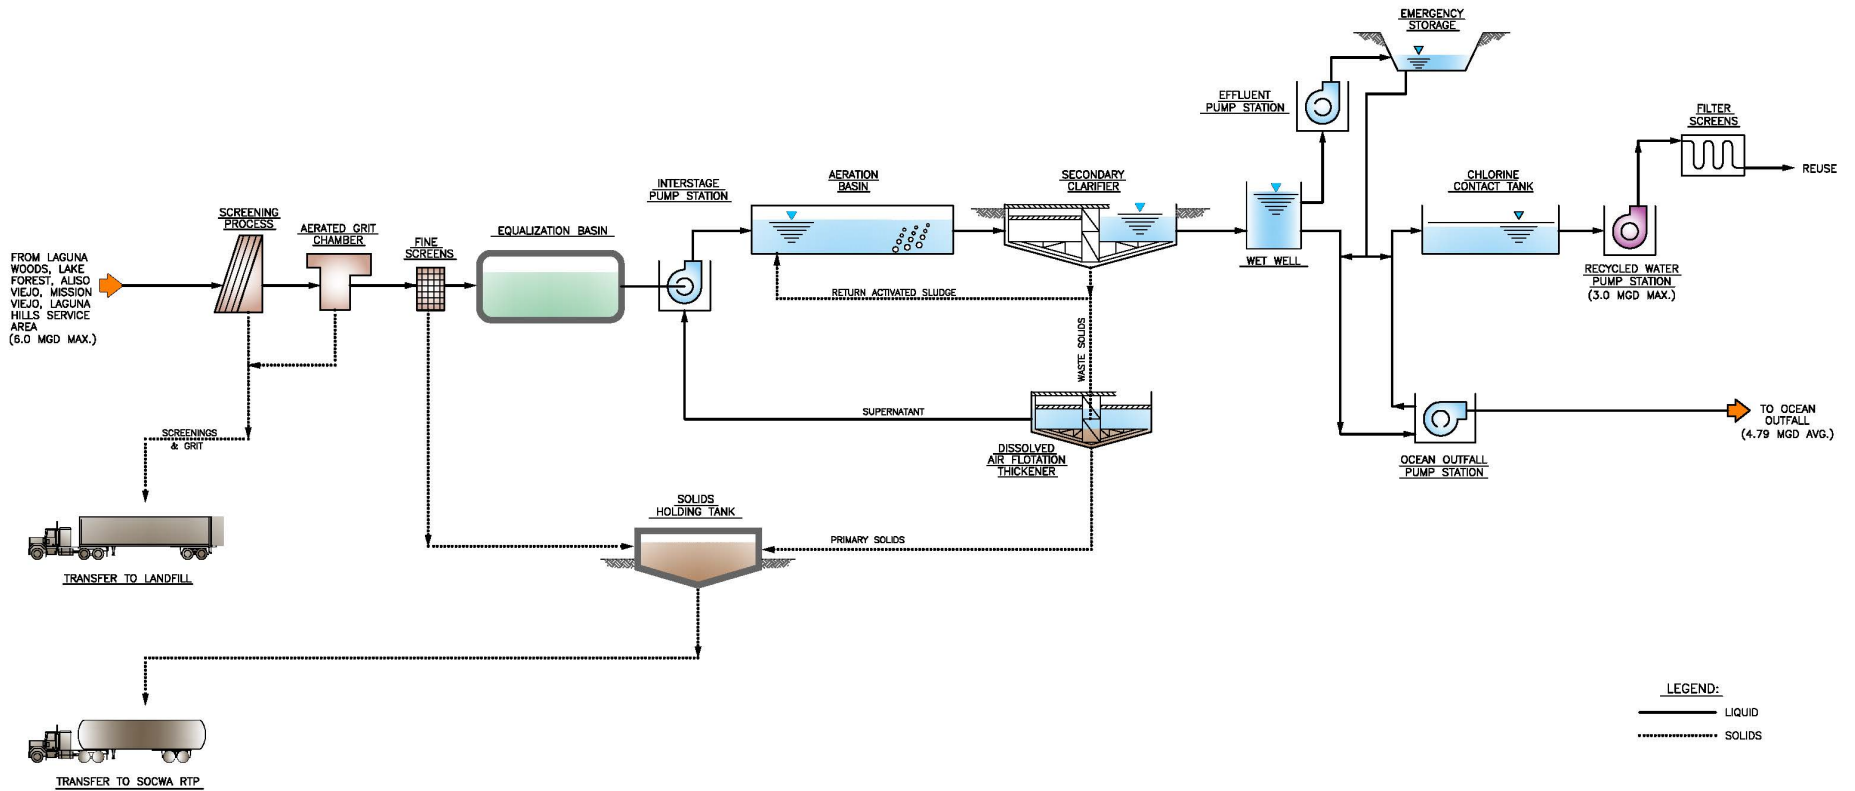 EMERGENCY
STORAGE
EFFLUENT
PUMP STATION
FILTER
SCREENS
REUSE
INTERSTAGE
PUMP STATION
AERATION
BASIN
SECONDARY
CLARIFIER
CHLORINE
CONTACT TANK
SCREENING
PROCESS
AERATED GRIT
CHAMBER
FINE
SCREENS
EQUALIZATION BASIN
WET WELL
RECYCLED WATER
PUMP STATION
(3.0 MGD MAX.)
FROM LAGUNA
WOODS, LAKE
FOREST, ALISO
VIEJO, MISSION
VIEJO, LAGUNA
HILLS SERVICE
AREA
(6.0 MGD MAX.)
RETURN ACTIVATED SLUDGE
WASTE SOLIDS
SUPERNATANT
TO OCEAN
OUTFALL
(4.79 MGD AVG.)
SCREENINGS
& GRIT
DISSOLVED
AIR FLOTATION
THICKENER
OCEAN OUTFALL
PUMP STATION
SOLIDS
HOLDING TANK
PRIMARY SOLIDS
TRANSFER TO LANDFILL
LEGEND:
LIQUID
SOLIDS
TRANSFER TO SOCWA RTP